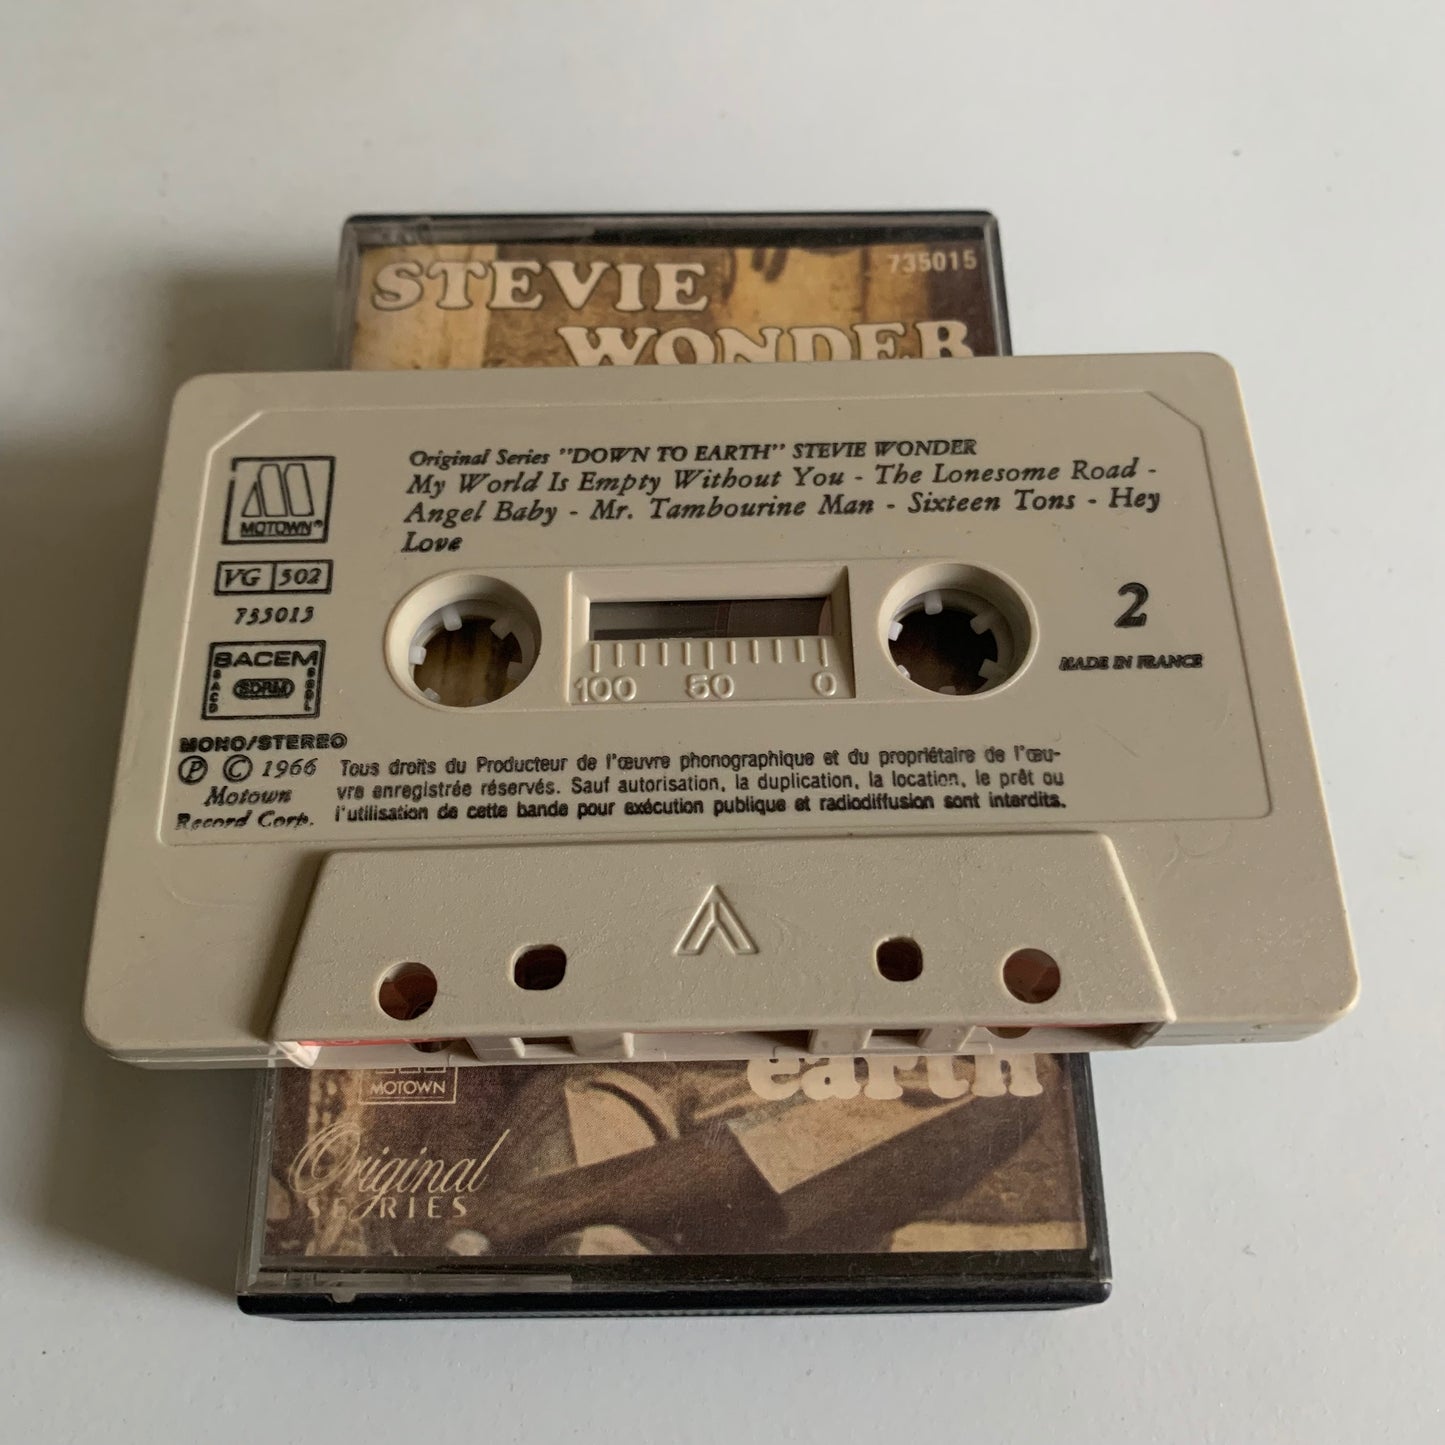 STEVIE
735015
WONDER
Original Series "DOWN TO EARTH" STEVIE WONDER
My World Is Empty Without You - The Lonesome Road -
Angel Baby - Mr. Tambourine Man - Sixteen Tons - Hey
Love
MOTOWN®
VG 502
735015
SACEM
SACD SDRM SGDL
MONO/STEREO
Ⓟ © 1966
Motown
Record Corp.
100 50 0
2
MADE IN FRANCE
Tous droits du Producteur de l'œuvre phonographique et du propriétaire de l'œu-
vre enregistrée réservés. Sauf autorisation, la duplication, la location, le prêt ou
l'utilisation de cette bande pour exécution publique et radiodiffusion sont interdits.
earth
MOTOWN
Original
SERIES